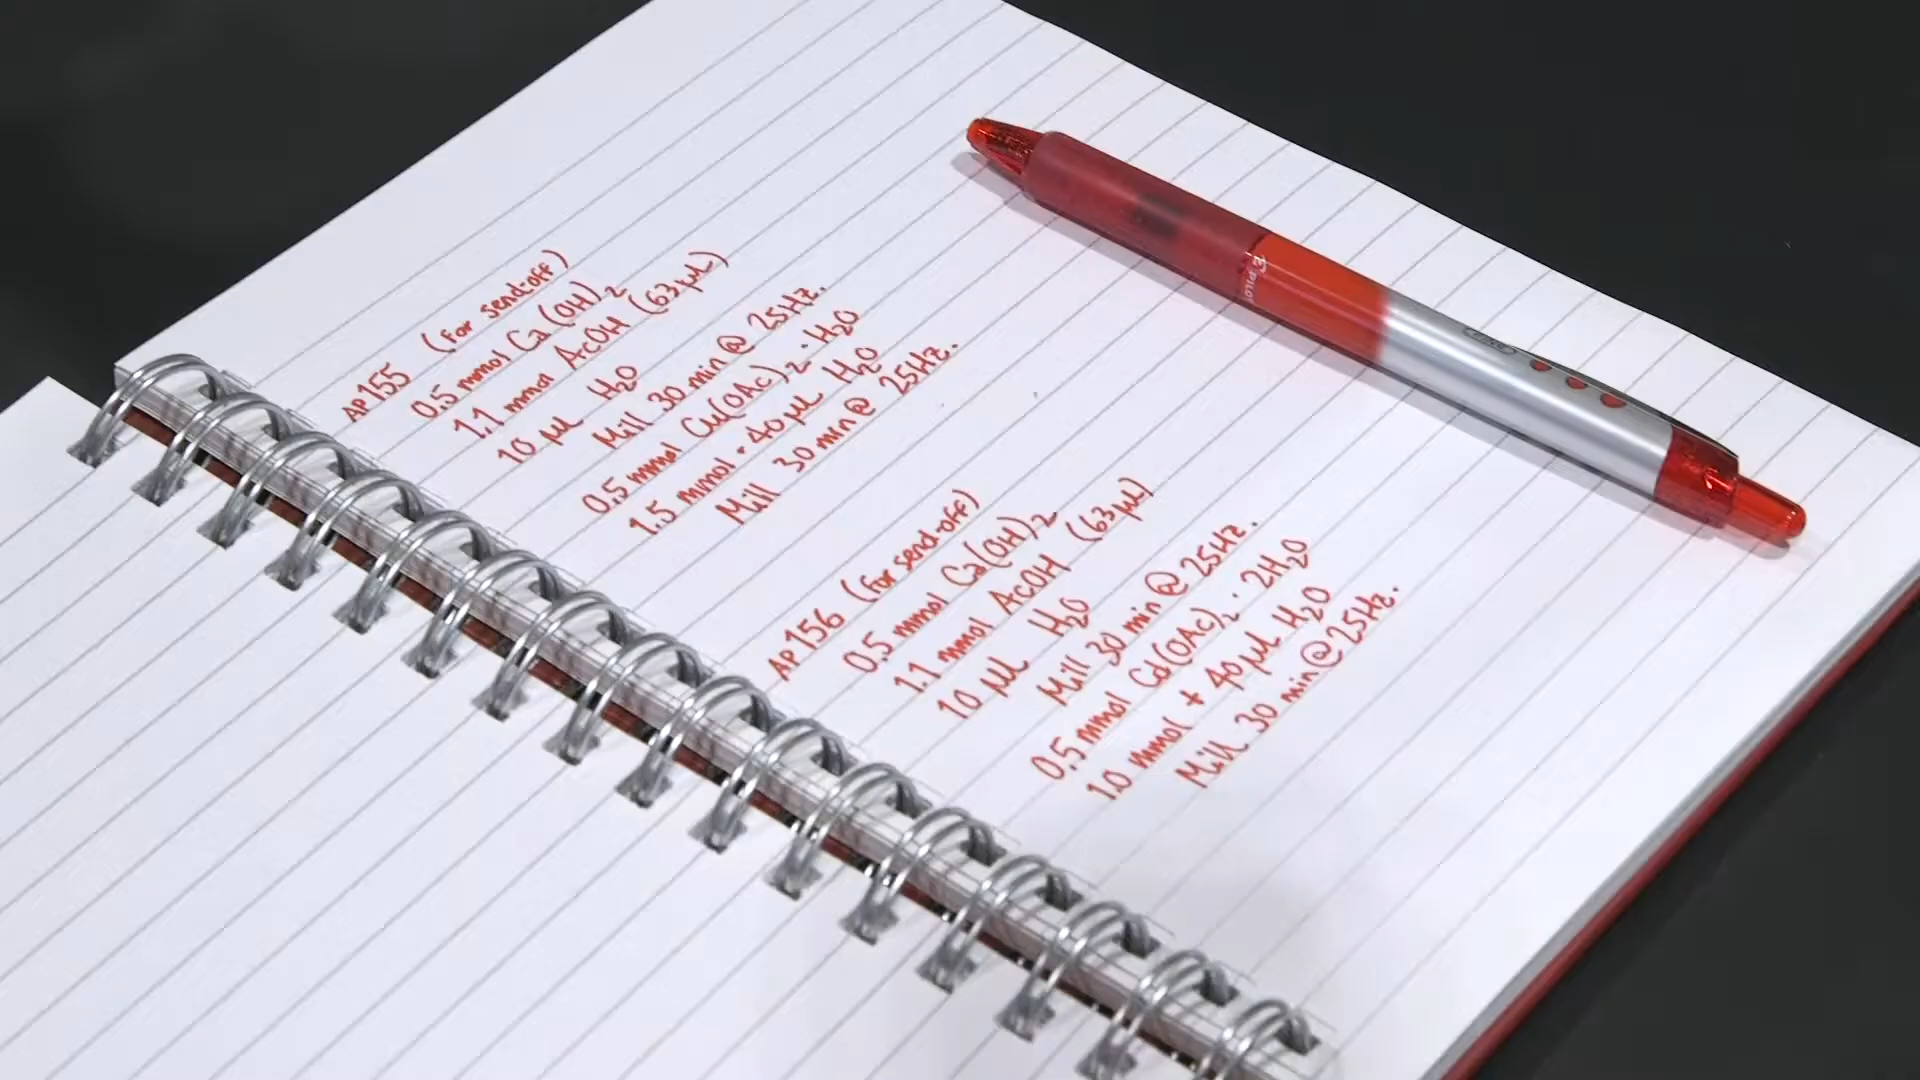 AP155 (for send-off)
0.5 mmol Ca(OH)2
1.1 mmol AcOH (63 μL)
10 μL H2O
Mill 30 min @ 25Hz.
0.5 mmol Cu(OAc)2 · H2O
1.5 mmol + 40 μL H2O
Mill 30 min @ 25Hz.
AP156 (for send-off)
0.5 mmol Ca(OH)2
1.1 mmol AcOH (63 μL)
10 μL H2O
Mill 30 min @ 25Hz.
0.5 mmol Cd(OAc)2 · 2H2O
1.0 mmol + 40 μL H2O
Mill 30 min @ 25Hz.
PILOT